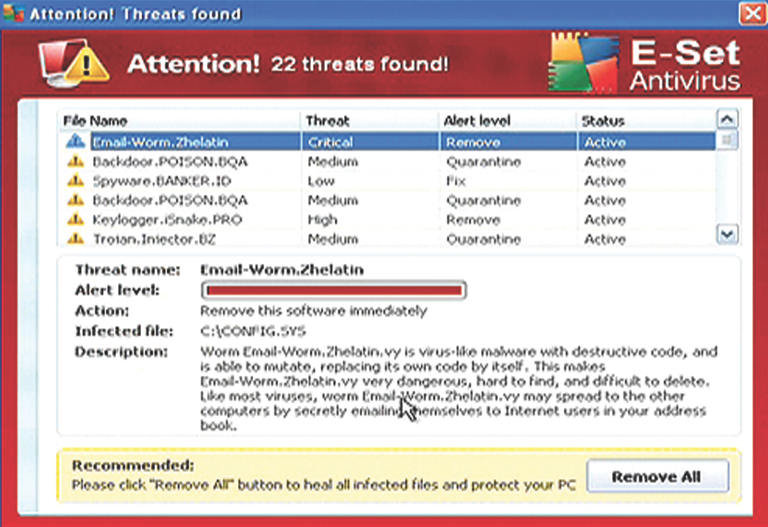 Attention! Threats found
Attention! 22 threats found!
E-Set
Antivirus
File Name Threat Alert level Status
Email-Worm.Zhelatin Critical Remove Active
Backdoor.POISON.BQA Medium Quarantine Active
Spyware.BANKER.ID Low Fix Active
Backdoor.POISON.BQA Medium Quarantine Active
Keylogger.iSnake.PRO High Remove Active
Trojan.Injector.BZ Medium Quarantine Active
Threat name: Email-Worm.Zhelatin
Alert level:
Action: Remove this software immediately
Infected file: C:\CONFIG.SYS
Description: Worm Email-Worm.Zhelatin.vy is virus-like malware with destructive code, and
is able to mutate, replacing its own code by itself. This makes
Email-Worm.Zhelatin.vy very dangerous, hard to find, and difficult to delete.
Like most viruses, worm Email-Worm.Zhelatin.vy may spread to the other
computers by secretly emailing themselves to Internet users in your address
book.
Recommended:
Please click "Remove All" button to heal all infected files and protect your PC
Remove All